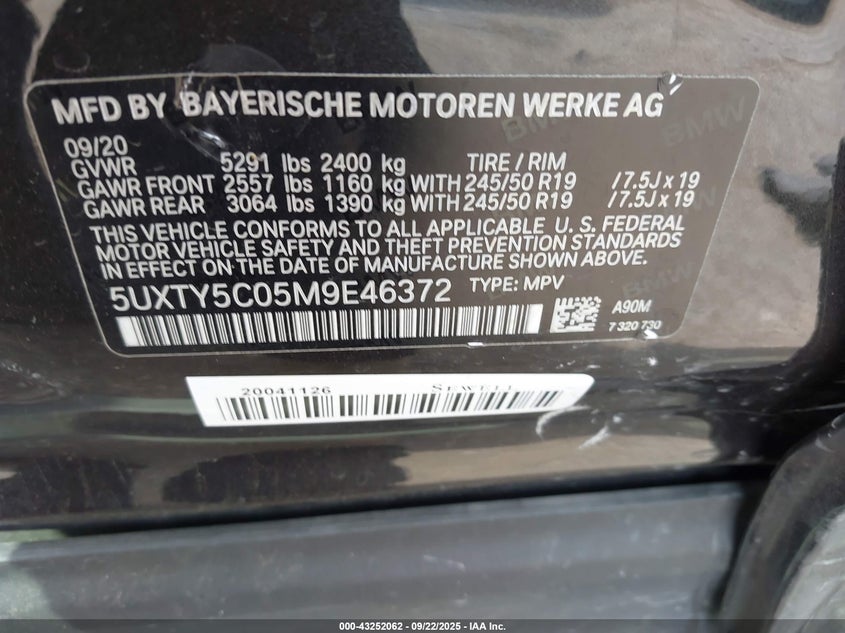 MFD BY BAYERISCHE MOTOREN WERKE AG
09/20
GVWR 5291 lbs 2400 kg TIRE / RIM
GAWR FRONT 2557 lbs 1160 kg WITH 245/50 R19 / 7.5J x 19
GAWR REAR 3064 lbs 1390 kg WITH 245/50 R19 / 7.5J x 19
THIS VEHICLE CONFORMS TO ALL APPLICABLE U. S. FEDERAL
MOTOR VEHICLE SAFETY AND THEFT PREVENTION STANDARDS
IN EFFECT ON THE DATE OF MANUFACTURE SHOWN ABOVE.
5UXTY5C05M9E46372 TYPE: MPV
A90M
7 320 730
20041126 SEWELL
000-43252062 - 09/22/2025 - IAA Inc.